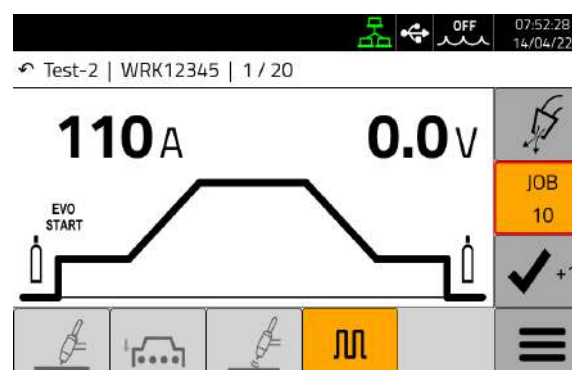 OFF
07:52:28
14/04/22
Test-2 | WRK12345 | 1 / 20
110 A
0.0 V
EVO
START
JOB
10
+1